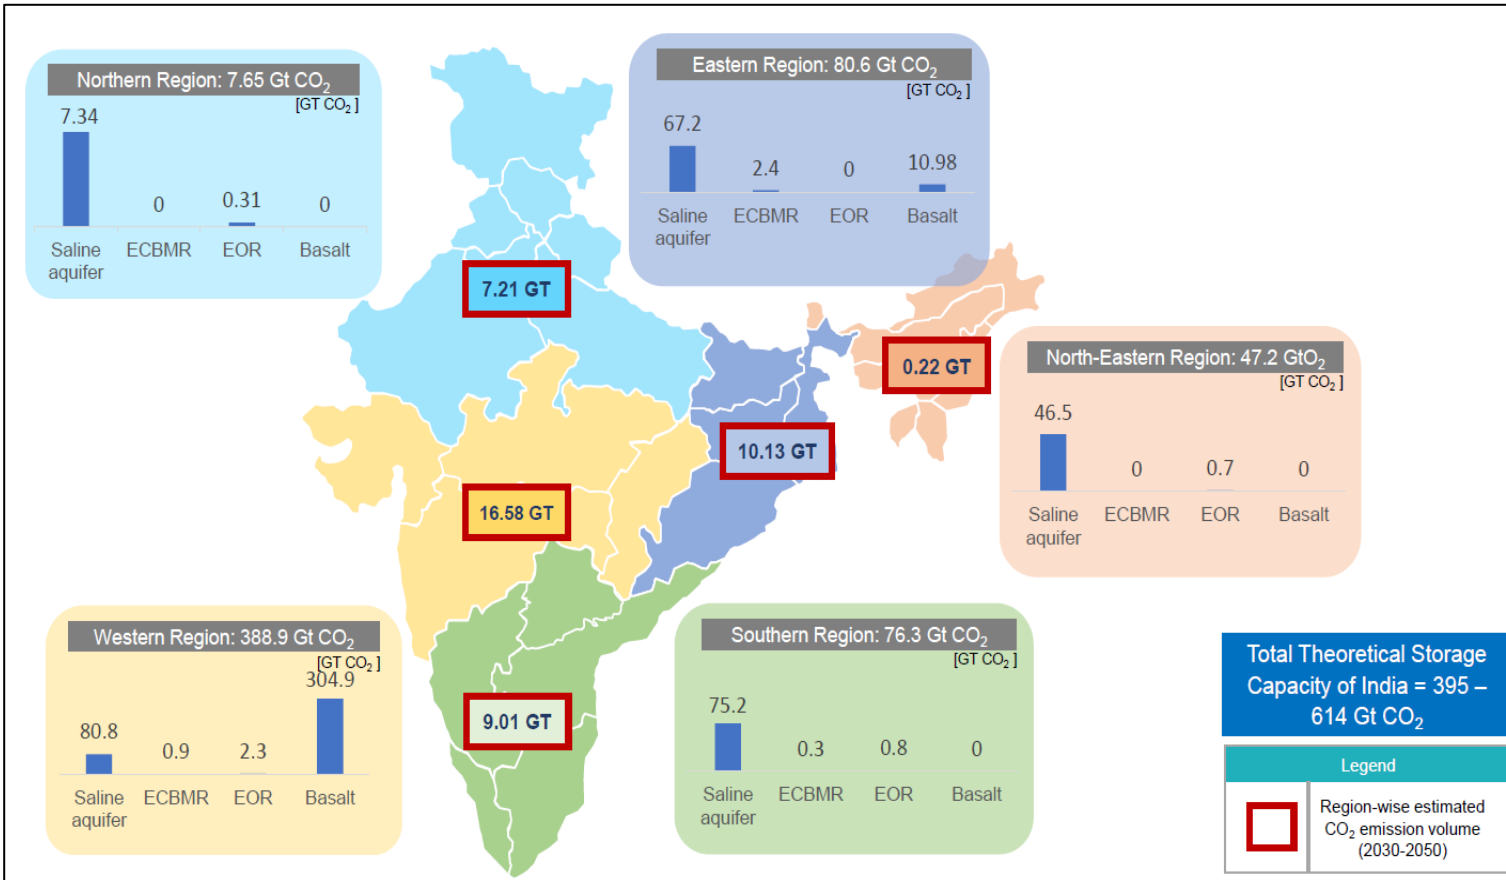 Northern Region: 7.65 Gt CO₂
[GT CO₂ ]
7.34
0
0.31
0
Saline
aquifer
ECBMR
EOR
Basalt
Eastern Region: 80.6 Gt CO₂
[GT CO₂ ]
67.2
2.4
0
10.98
Saline
aquifer
ECBMR
EOR
Basalt
7.21 GT
0.22 GT
10.13 GT
16.58 GT
9.01 GT
North-Eastern Region: 47.2 GtO₂
[GT CO₂ ]
46.5
0
0.7
0
Saline
aquifer
ECBMR
EOR
Basalt
Western Region: 388.9 Gt CO₂
[GT CO₂ ]
80.8
0.9
2.3
304.9
Saline
aquifer
ECBMR
EOR
Basalt
Southern Region: 76.3 Gt CO₂
[GT CO₂ ]
75.2
0.3
0.8
0
Saline
aquifer
ECBMR
EOR
Basalt
Total Theoretical Storage
Capacity of India = 395 –
614 Gt CO₂
Legend
Region-wise estimated
CO₂ emission volume
(2030-2050)